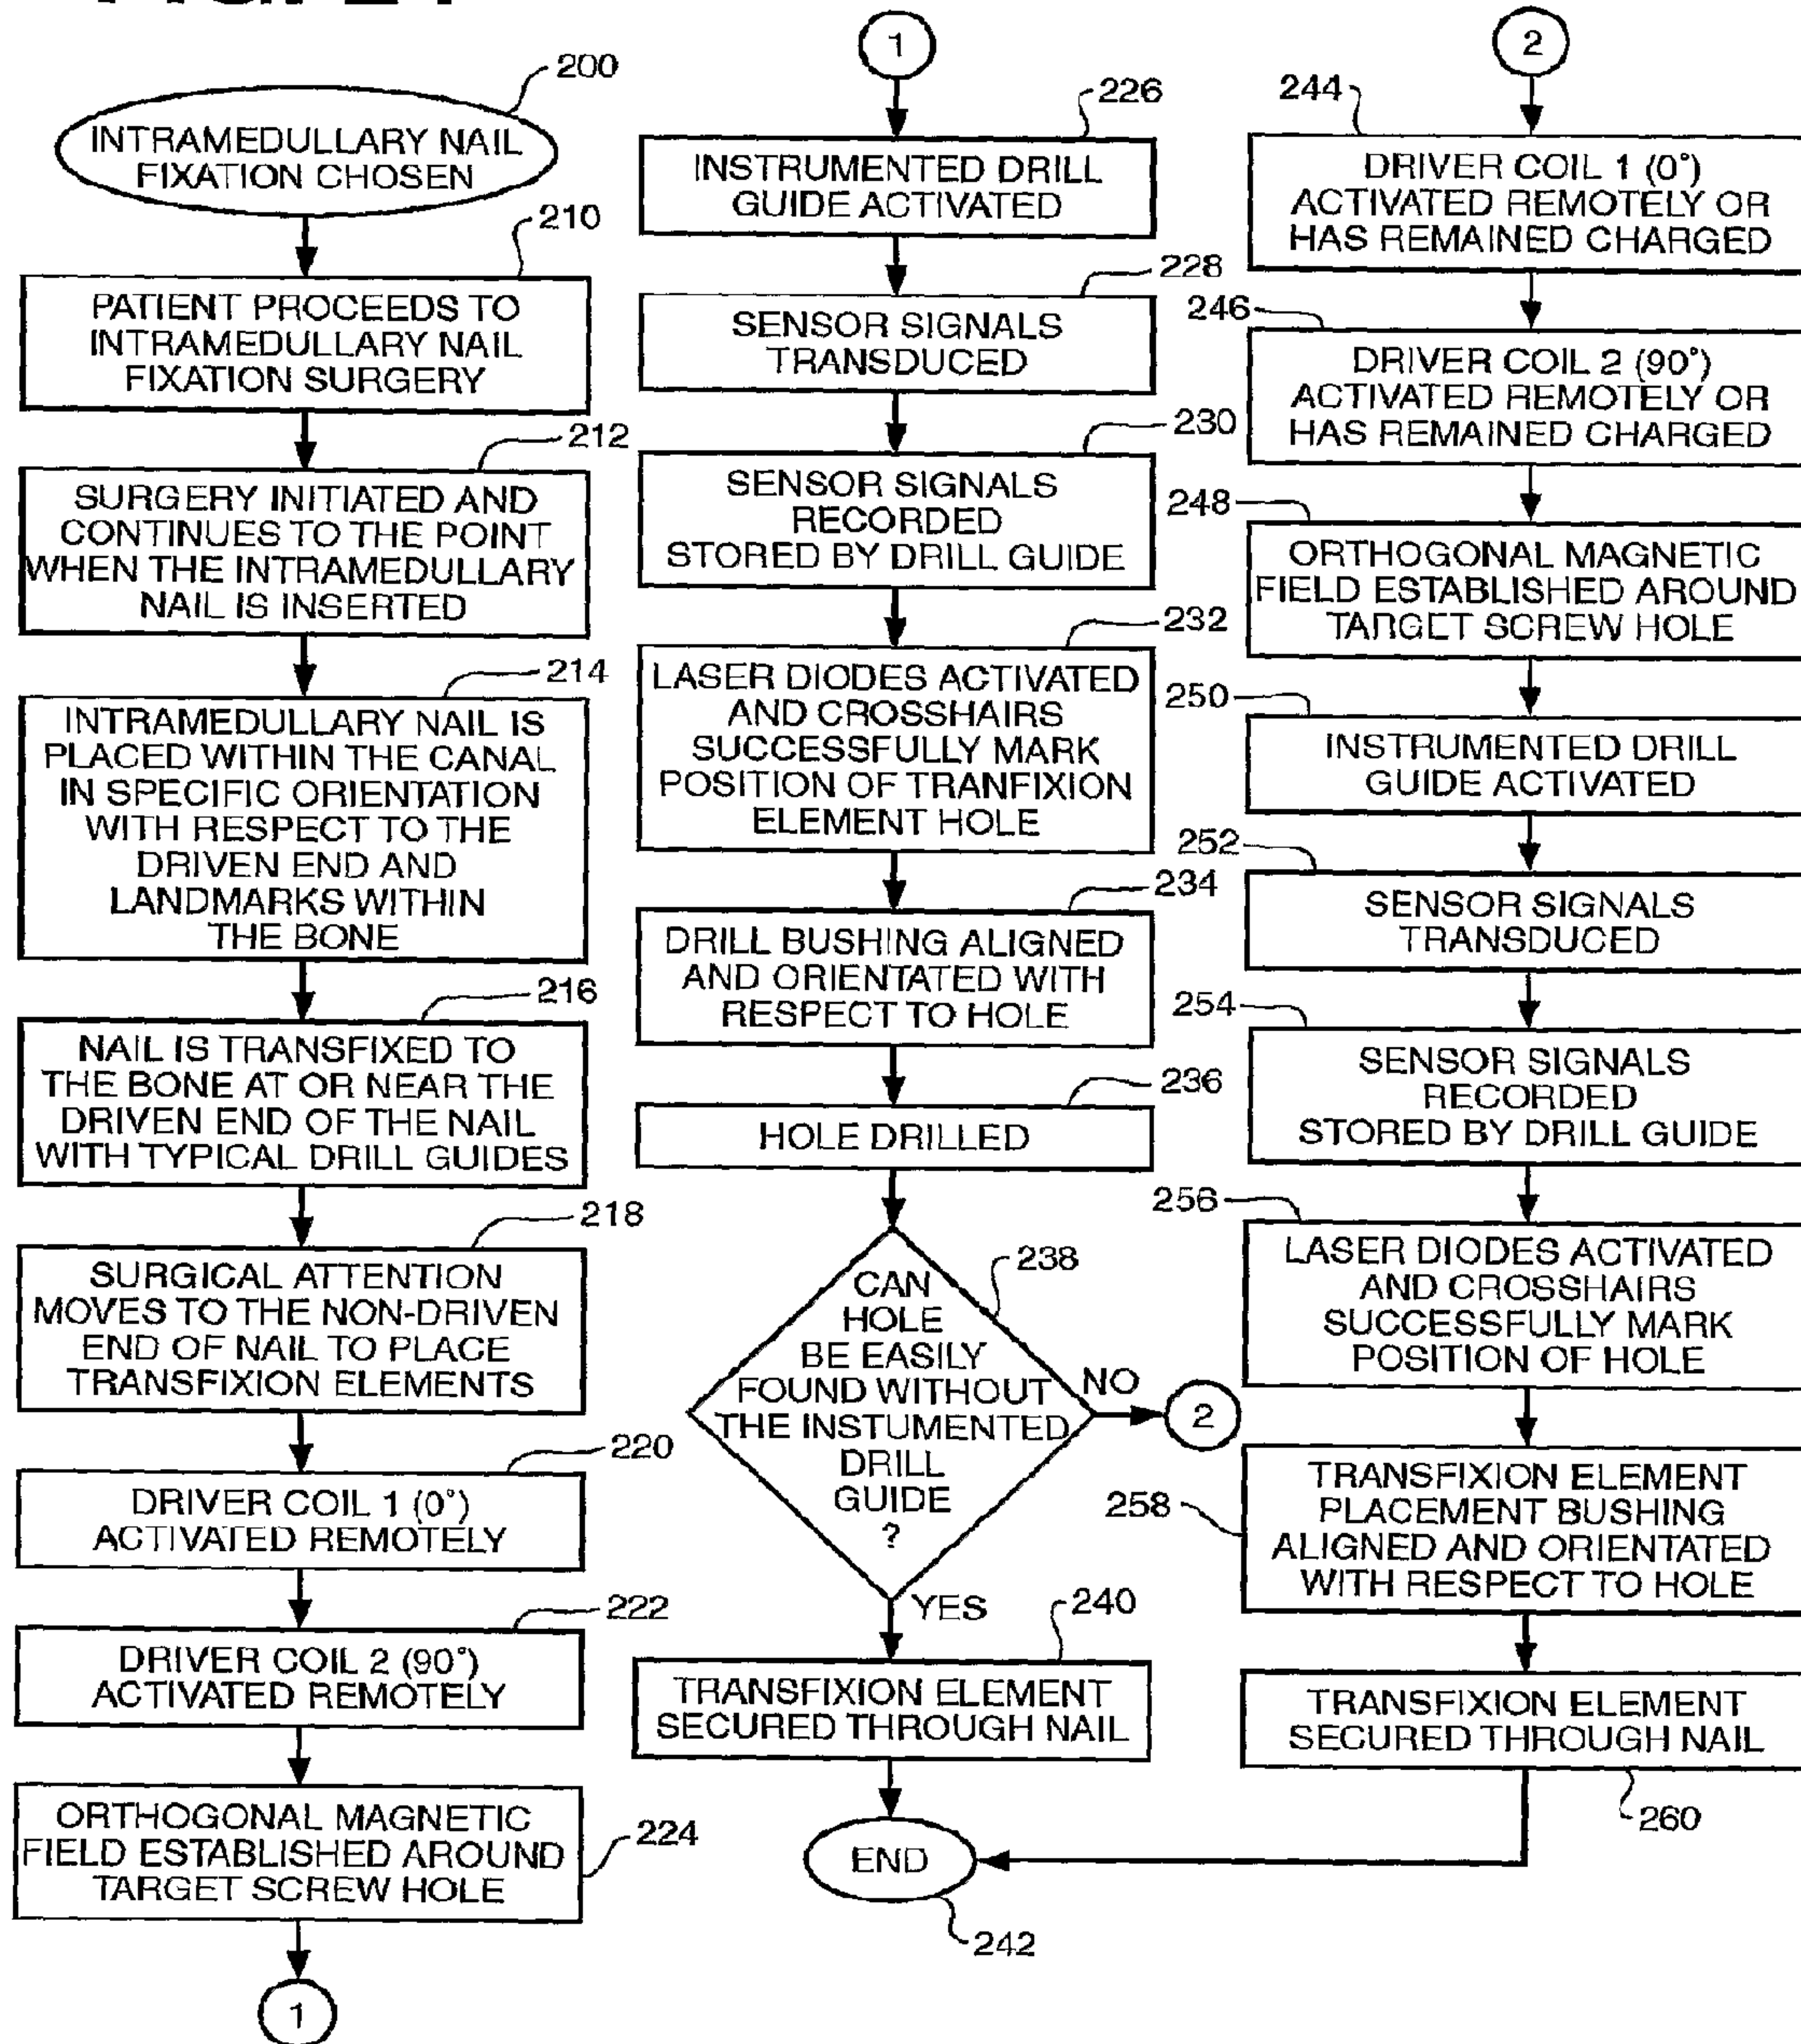 200
INTRAMEDULLARY NAIL
FIXATION CHOSEN
210
PATIENT PROCEEDS TO
INTRAMEDULLARY NAIL
FIXATION SURGERY
212
SURGERY INITIATED AND
CONTINUES TO THE POINT
WHEN THE INTRAMEDULLARY
NAIL IS INSERTED
214
INTRAMEDULLARY NAIL IS
PLACED WITHIN THE CANAL
IN SPECIFIC ORIENTATION
WITH RESPECT TO THE
DRIVEN END AND
LANDMARKS WITHIN
THE BONE
216
NAIL IS TRANSFIXED TO
THE BONE AT OR NEAR THE
DRIVEN END OF THE NAIL
WITH TYPICAL DRILL GUIDES
218
SURGICAL ATTENTION
MOVES TO THE NON-DRIVEN
END OF NAIL TO PLACE
TRANSFIXION ELEMENTS
220
DRIVER COIL 1 (0°)
ACTIVATED REMOTELY
222
DRIVER COIL 2 (90°)
ACTIVATED REMOTELY
ORTHOGONAL MAGNETIC
FIELD ESTABLISHED AROUND
TARGET SCREW HOLE
224
1
1
226
INSTRUMENTED DRILL
GUIDE ACTIVATED
228
SENSOR SIGNALS
TRANSDUCED
230
SENSOR SIGNALS
RECORDED
STORED BY DRILL GUIDE
232
LASER DIODES ACTIVATED
AND CROSSHAIRS
SUCCESSFULLY MARK
POSITION OF TRANFIXION
ELEMENT HOLE
234
DRILL BUSHING ALIGNED
AND ORIENTATED WITH
RESPECT TO HOLE
236
HOLE DRILLED
238
CAN
HOLE
BE EASILY
FOUND WITHOUT
THE INSTUMENTED
DRILL
GUIDE
?
NO
2
YES
240
TRANSFIXION ELEMENT
SECURED THROUGH NAIL
END
242
2
244
DRIVER COIL 1 (0°)
ACTIVATED REMOTELY OR
HAS REMAINED CHARGED
246
DRIVER COIL 2 (90°)
ACTIVATED REMOTELY OR
HAS REMAINED CHARGED
248
ORTHOGONAL MAGNETIC
FIELD ESTABLISHED AROUND
TARGET SCREW HOLE
250
INSTRUMENTED DRILL
GUIDE ACTIVATED
252
SENSOR SIGNALS
TRANSDUCED
254
SENSOR SIGNALS
RECORDED
STORED BY DRILL GUIDE
256
LASER DIODES ACTIVATED
AND CROSSHAIRS
SUCCESSFULLY MARK
POSITION OF HOLE
258
TRANSFIXION ELEMENT
PLACEMENT BUSHING
ALIGNED AND ORIENTATED
WITH RESPECT TO HOLE
TRANSFIXION ELEMENT
SECURED THROUGH NAIL
260